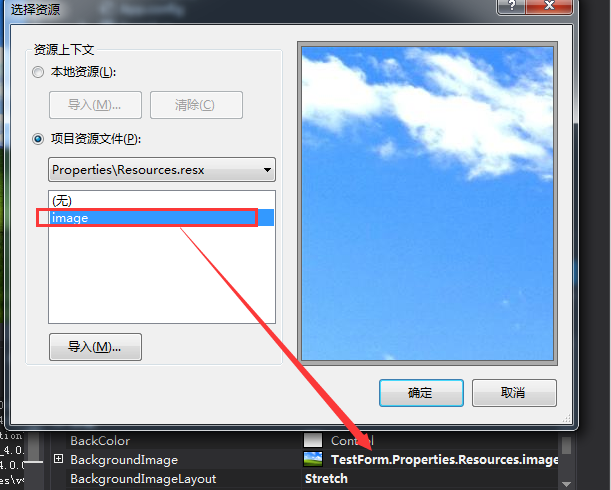 App.config
选择资源
?
资源上下文
本地资源(L):
导入(M)...
清除(C)
项目资源文件(P):
Properties\Resources.resx
(无)
image
导入(M)...
确定
取消
BackColor
BackgroundImage
TestForm.Properties.Resources.image
BackgroundImageLayout
Stretch